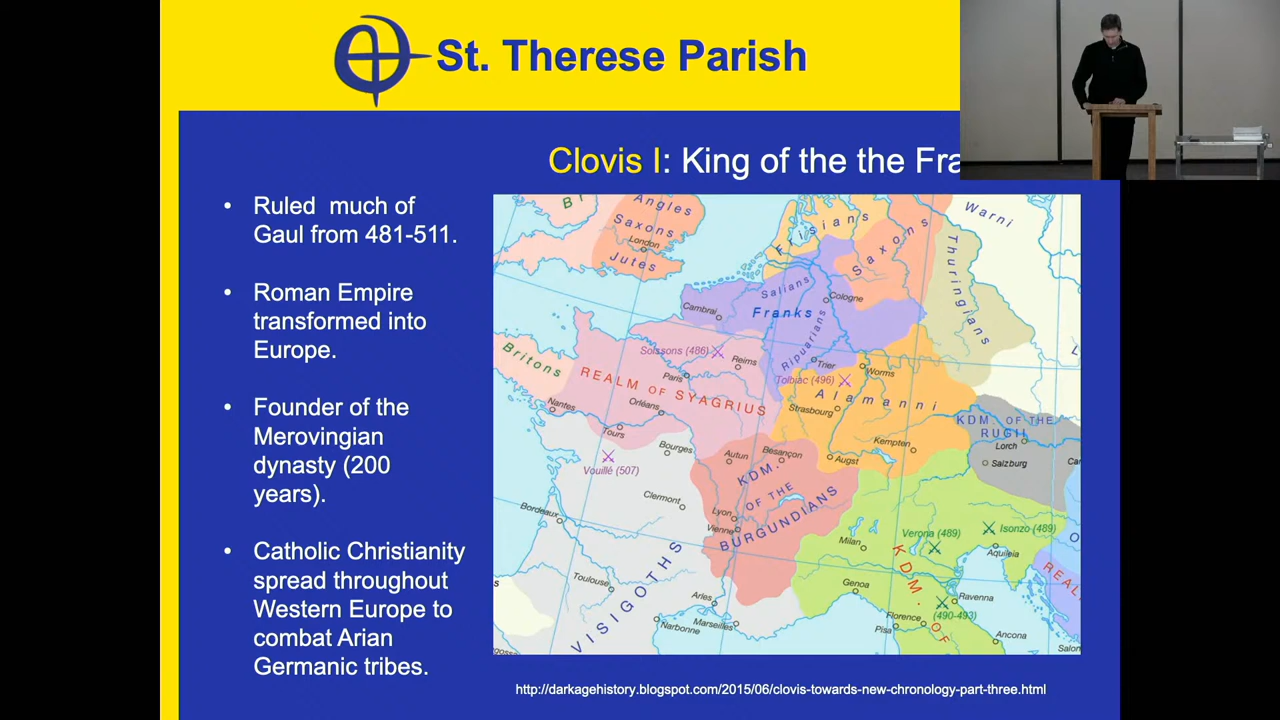 St. Therese Parish
Clovis I: King of the the Fra
• Ruled  much of
Gaul from 481-511.
• Roman Empire
transformed into
Europe.
• Founder of the
Merovingian
dynasty (200
years).
• Catholic Christianity
spread throughout
Western Europe to
combat Arian
Germanic tribes.
Br
Angles
Saxons
London
Jutes
Frisians
Saxons
Warni
Thuringians
Salians
Cologne
Cambrai
Franks
Ripuarians
Soissons (486)
Reims
Trier
Worms
Tolbiac (496)
Britons
Paris
REALM OF SYAGRIUS
Alamanni
Strasbourg
Nantes
Orléans
KDM. OF THE
RUGII
Tours
Kempten
Lorch
Bourges
Autun
Besançon
Augst
Salzburg
Vouillé (507)
KDM.
OF THE
BURGUNDIANS
Clermont
Lyon
Vienne
Bordeaux
Verona (489)
Isonzo (489)
Milan
Aquileia
KDM. OF
VISIGOTHS
Toulouse
Genoa
Ravenna
Arles
(490-493)
Florence
Narbonne
Marseilles
Pisa
Ancona
Salon
http://darkagehistory.blogspot.com/2015/06/clovis-towards-new-chronology-part-three.html